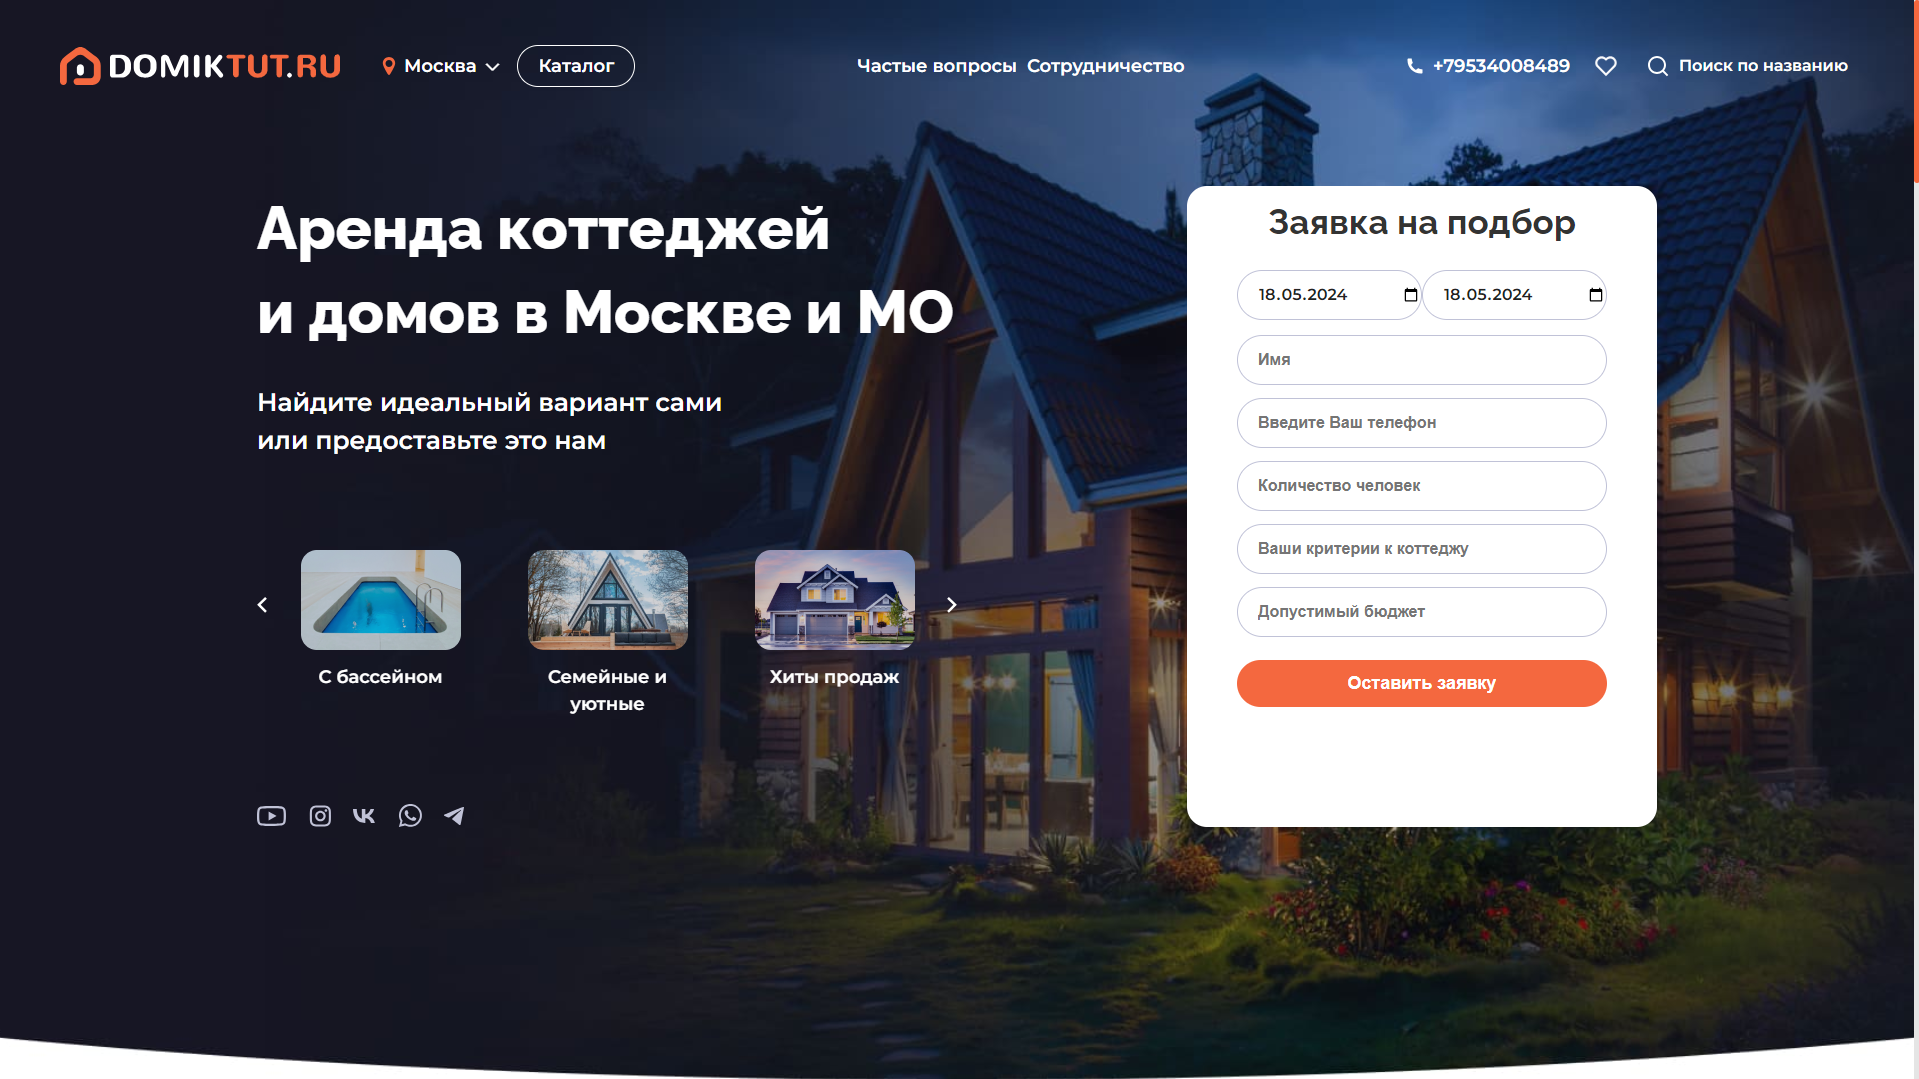 DOMIKTUT.RU
Москва
Каталог
Частые вопросы
Сотрудничество
+79534008489
Поиск по названию
Аренда коттеджей
и домов в Москве и МО
Найдите идеальный вариант сами
или предоставьте это нам
С бассейном
Семейные и
уютные
Хиты продаж
Заявка на подбор
18.05.2024
18.05.2024
Имя
Введите Ваш телефон
Количество человек
Ваши критерии к коттеджу
Допустимый бюджет
Оставить заявку